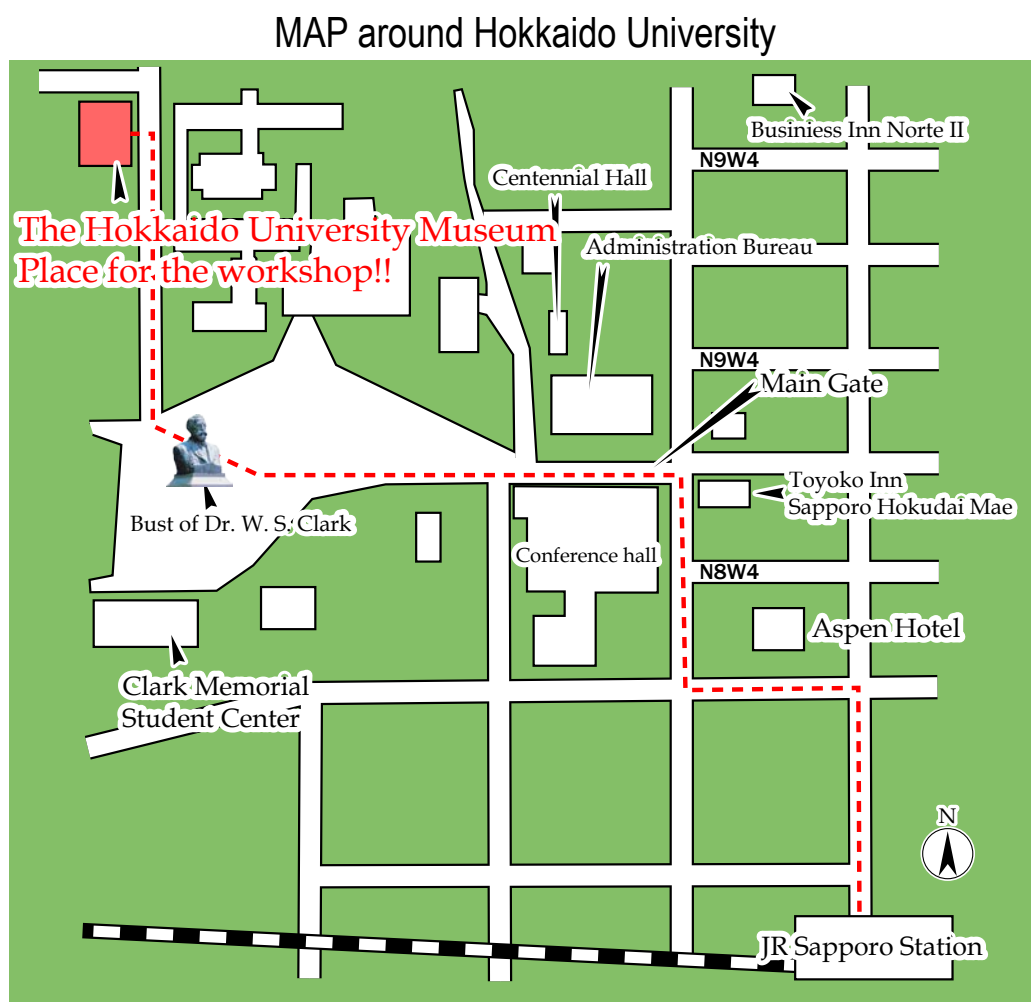 MAP around Hokkaido University
Businiess Inn Norte II
N9W4
Centennial Hall
The Hokkaido University Museum
Place for the workshop!!
Administration Bureau
N9W4
Main Gate
Toyoko Inn
Sapporo Hokudai Mae
Bust of Dr. W. S. Clark
Conference hall
N8W4
Aspen Hotel
Clark Memorial
Student Center
N
JR Sapporo Station